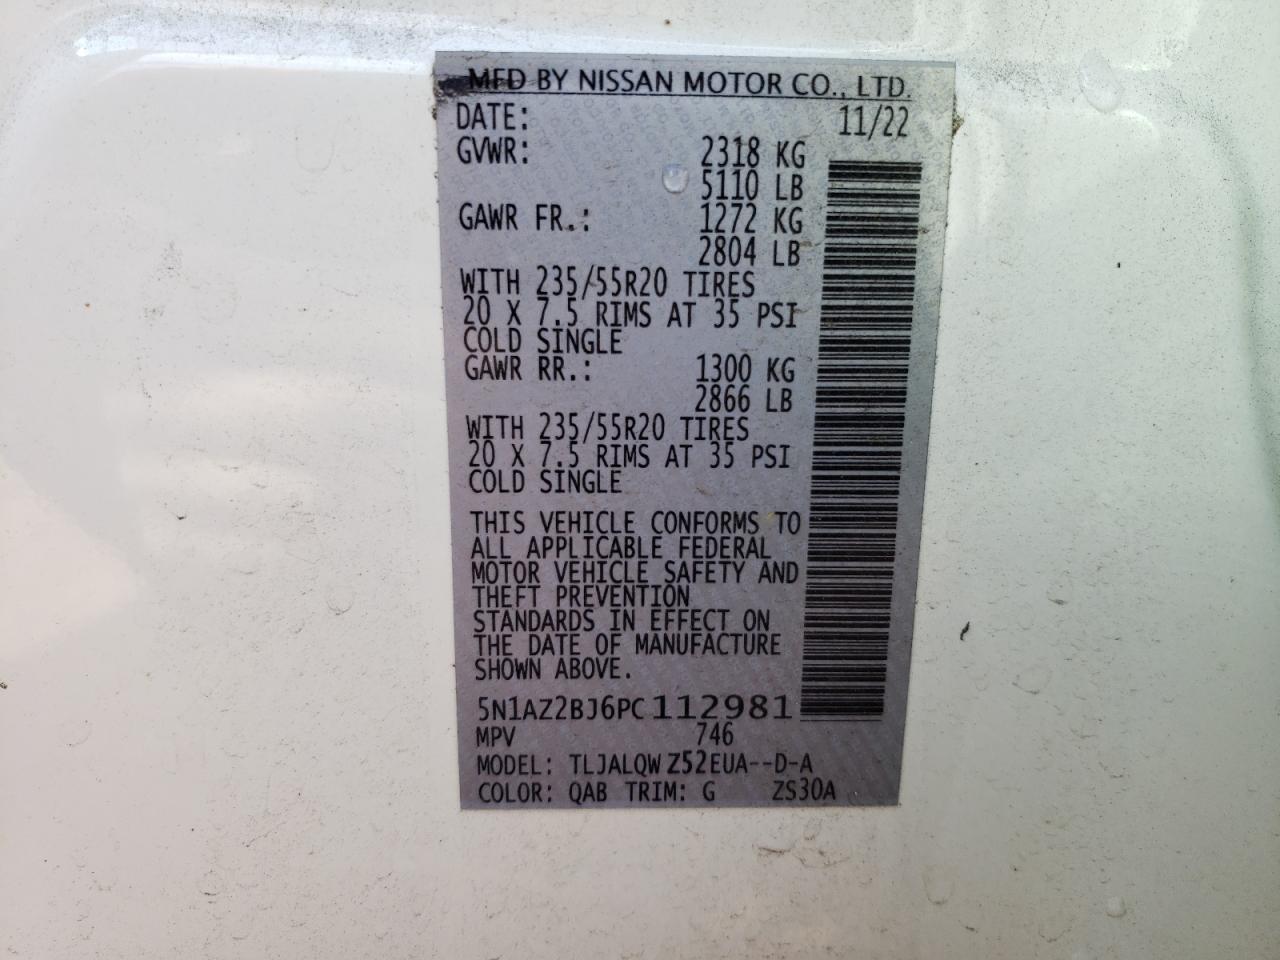 MFD BY NISSAN MOTOR CO., LTD.
DATE: 11/22
GVWR: 2318 KG
5110 LB
GAWR FR.: 1272 KG
2804 LB
WITH 235/55R20 TIRES
20 X 7.5 RIMS AT 35 PSI
COLD SINGLE
GAWR RR.: 1300 KG
2866 LB
WITH 235/55R20 TIRES
20 X 7.5 RIMS AT 35 PSI
COLD SINGLE
THIS VEHICLE CONFORMS TO
ALL APPLICABLE FEDERAL
MOTOR VEHICLE SAFETY AND
THEFT PREVENTION
STANDARDS IN EFFECT ON
THE DATE OF MANUFACTURE
SHOWN ABOVE.
5N1AZ2BJ6PC112981
MPV 746
MODEL: TLJALQWZ52EUA--D-A
COLOR: QAB TRIM: G ZS30A